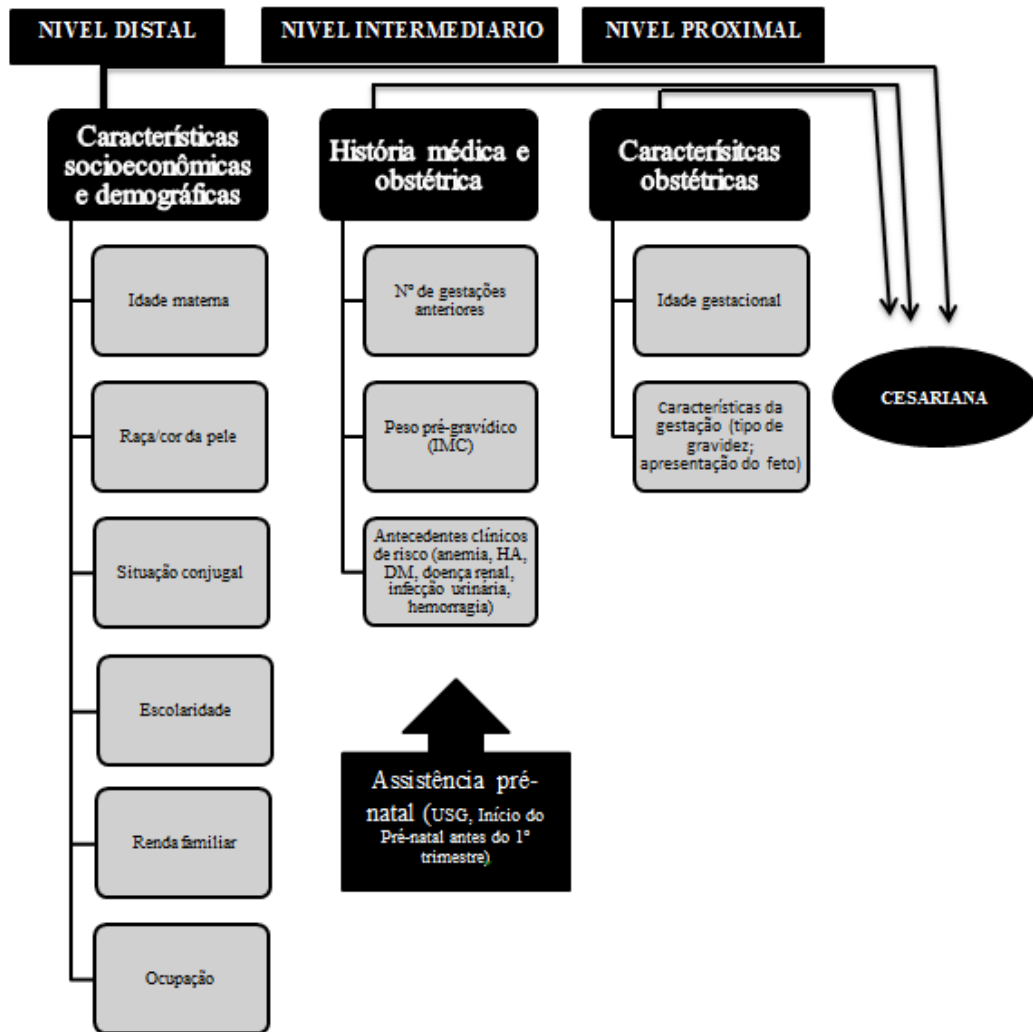 NIVEL DISTAL
NIVEL INTERMEDIARIO
NIVEL PROXIMAL
Características
socioeconômicas
e demográficas
Idade materna
Raça/cor da pele
Situação conjugal
Escolaridade
Renda familiar
Ocupação
História médica e
obstétrica
Nº de gestações
anteriores
Peso pré-gravídico
(IMC)
Antecedentes clínicos
de risco (anemia, HA,
DM, doença renal,
infecção urinária,
hemorragia)
Assistência pré-
natal (USG, Início do
Pré-natal antes do 1º
trimestre)
Caracterísitcas
obstétricas
Idade gestacional
Características da
gestação (tipo de
gravidez;
apresentação do feto)
CESARIANA